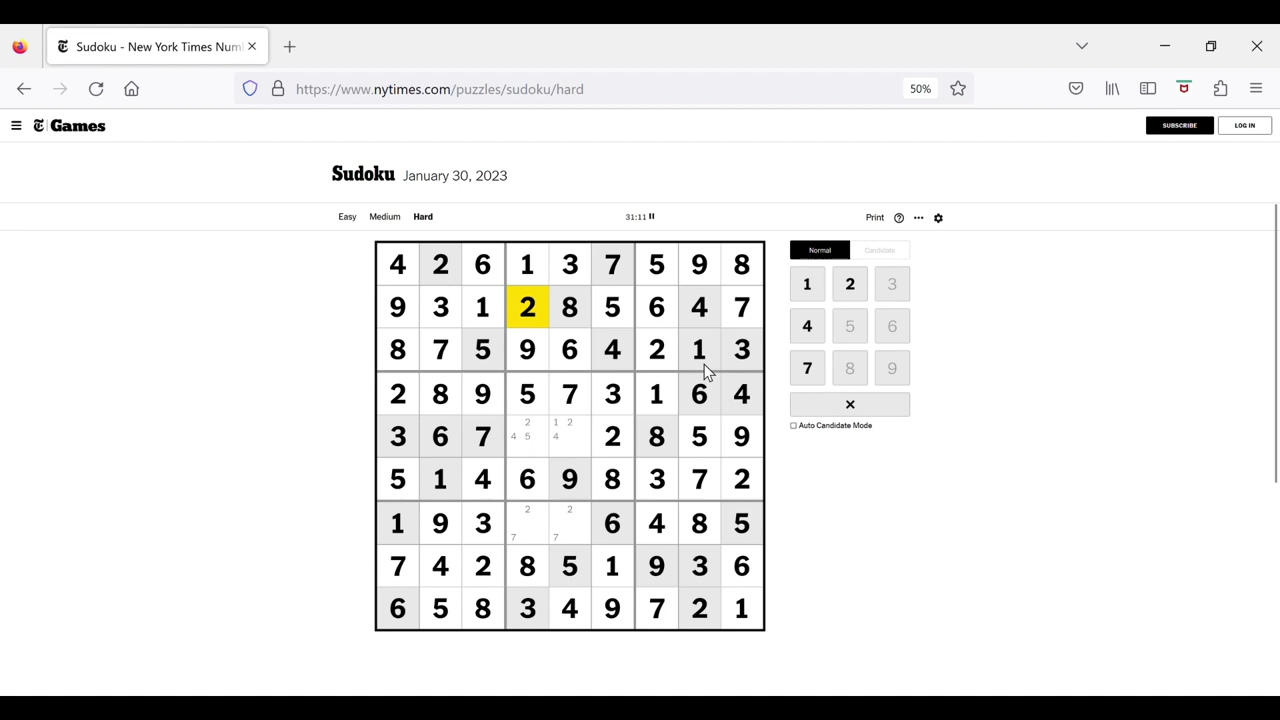 Sudoku - New York Times Num
https://www.nytimes.com/puzzles/sudoku/hard
50%
Games
SUBSCRIBE
LOG IN
Sudoku January 30, 2023
Easy Medium Hard
31:11
Print
4 2 6 1 3 7 5 9 8
9 3 1 2 8 5 6 4 7
8 7 5 9 6 4 2 1 3
2 8 9 5 7 3 1 6 4
3 6 7 2 4 5 1 2 4 2 8 5 9
5 1 4 6 9 8 3 7 2
1 9 3 2 7 2 7 6 4 8 5
7 4 2 8 5 1 9 3 6
6 5 8 3 4 9 7 2 1
Normal Candidate
1 2 3
4 5 6
7 8 9
X
Auto Candidate Mode